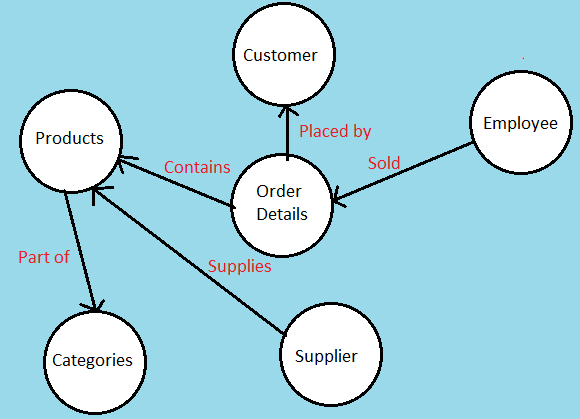 Customer
Placed by
Employee
Products
Contains
Sold
Order
Details
Part of
Supplies
Categories
Supplier